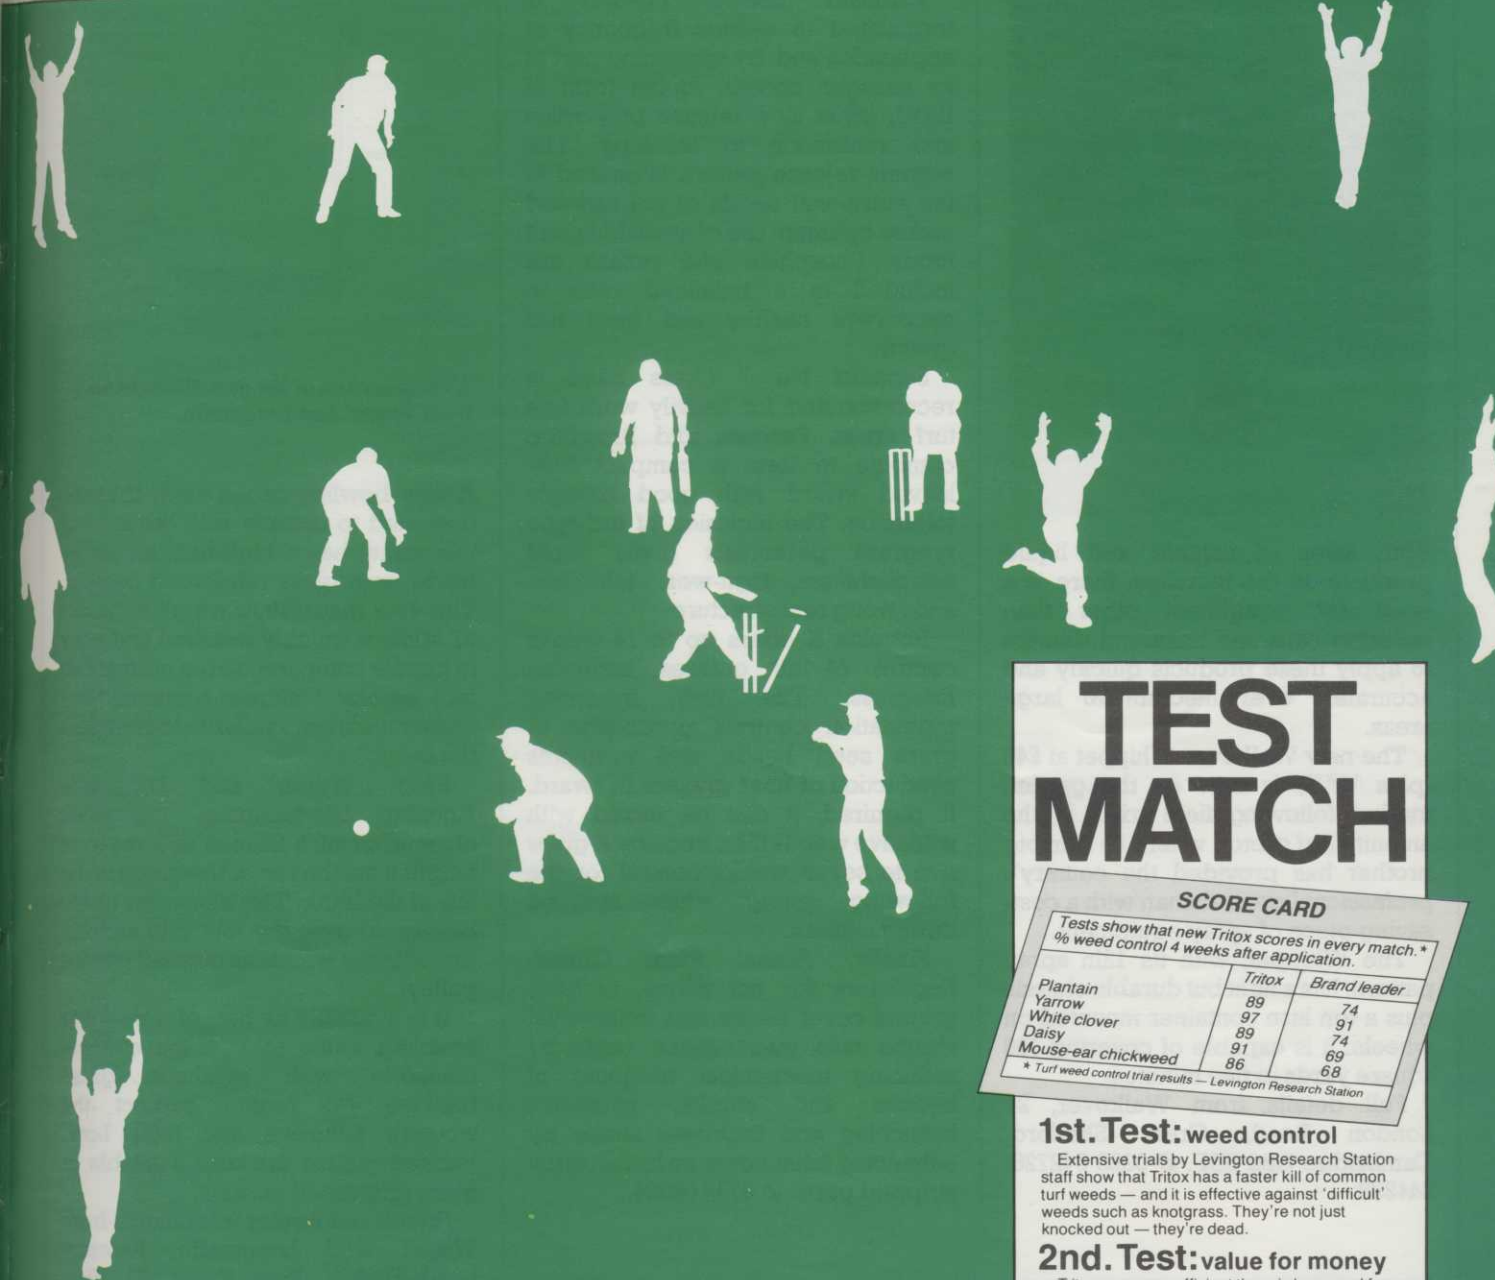 TEST
MATCH
SCORE CARD
Tests show that new Tritox scores in every match.*
% weed control 4 weeks after application.
Tritox Brand leader
Plantain 89 74
Yarrow 97 91
White clover 89 74
Daisy 91 69
Mouse-ear chickweed 86 68
* Turf weed control trial results — Levington Research Station
1st. Test: weed control
Extensive trials by Levington Research Station
staff show that Tritox has a faster kill of common
turf weeds — and it is effective against ‘difficult’
weeds such as knotgrass. They're not just
knocked out — they're dead.
2nd. Test: value for money